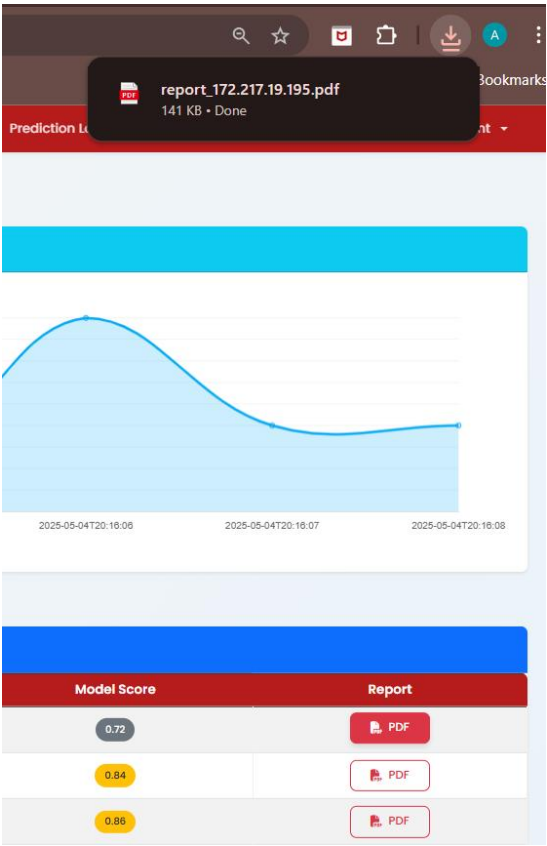 A
Bookmarks
PDF
report_172.217.19.195.pdf
141 KB • Done
Prediction Lo
nt
2025-05-04T20:16:06
2025-05-04T20:16:07
2025-05-04T20:16:08
Model Score
Report
0.72
PDF
0.84
PDF
0.86
PDF